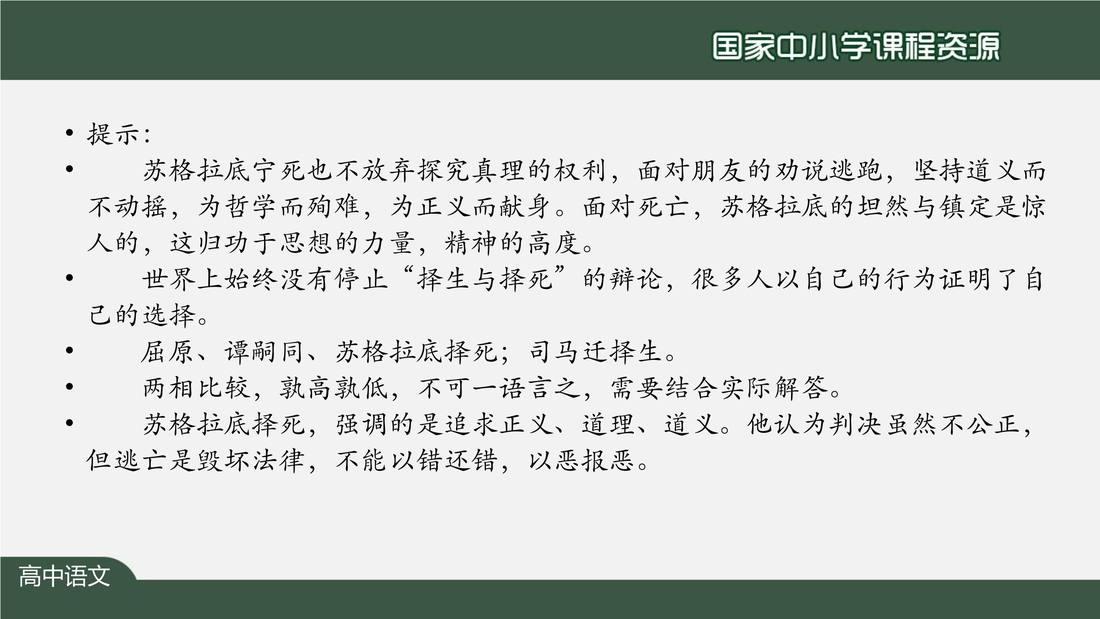 国家中小学课程资源
• 提示：
• 苏格拉底宁死也不放弃探究真理的权利，面对朋友的劝说逃跑，坚持道义而
不动摇，为哲学而殉难，为正义而献身。面对死亡，苏格拉底的坦然与镇定是惊
人的，这归功于思想的力量，精神的高度。
• 世界上始终没有停止“择生与择死”的辩论，很多人以自己的行为证明了自
己的选择。
• 屈原、谭嗣同、苏格拉底择死；司马迁择生。
• 两相比较，孰高孰低，不可一语言之，需要结合实际解答。
• 苏格拉底择死，强调的是追求正义、道理、道义。他认为判决虽然不公正，
但逃亡是毁坏法律，不能以错还错，以恶报恶。
高中语文